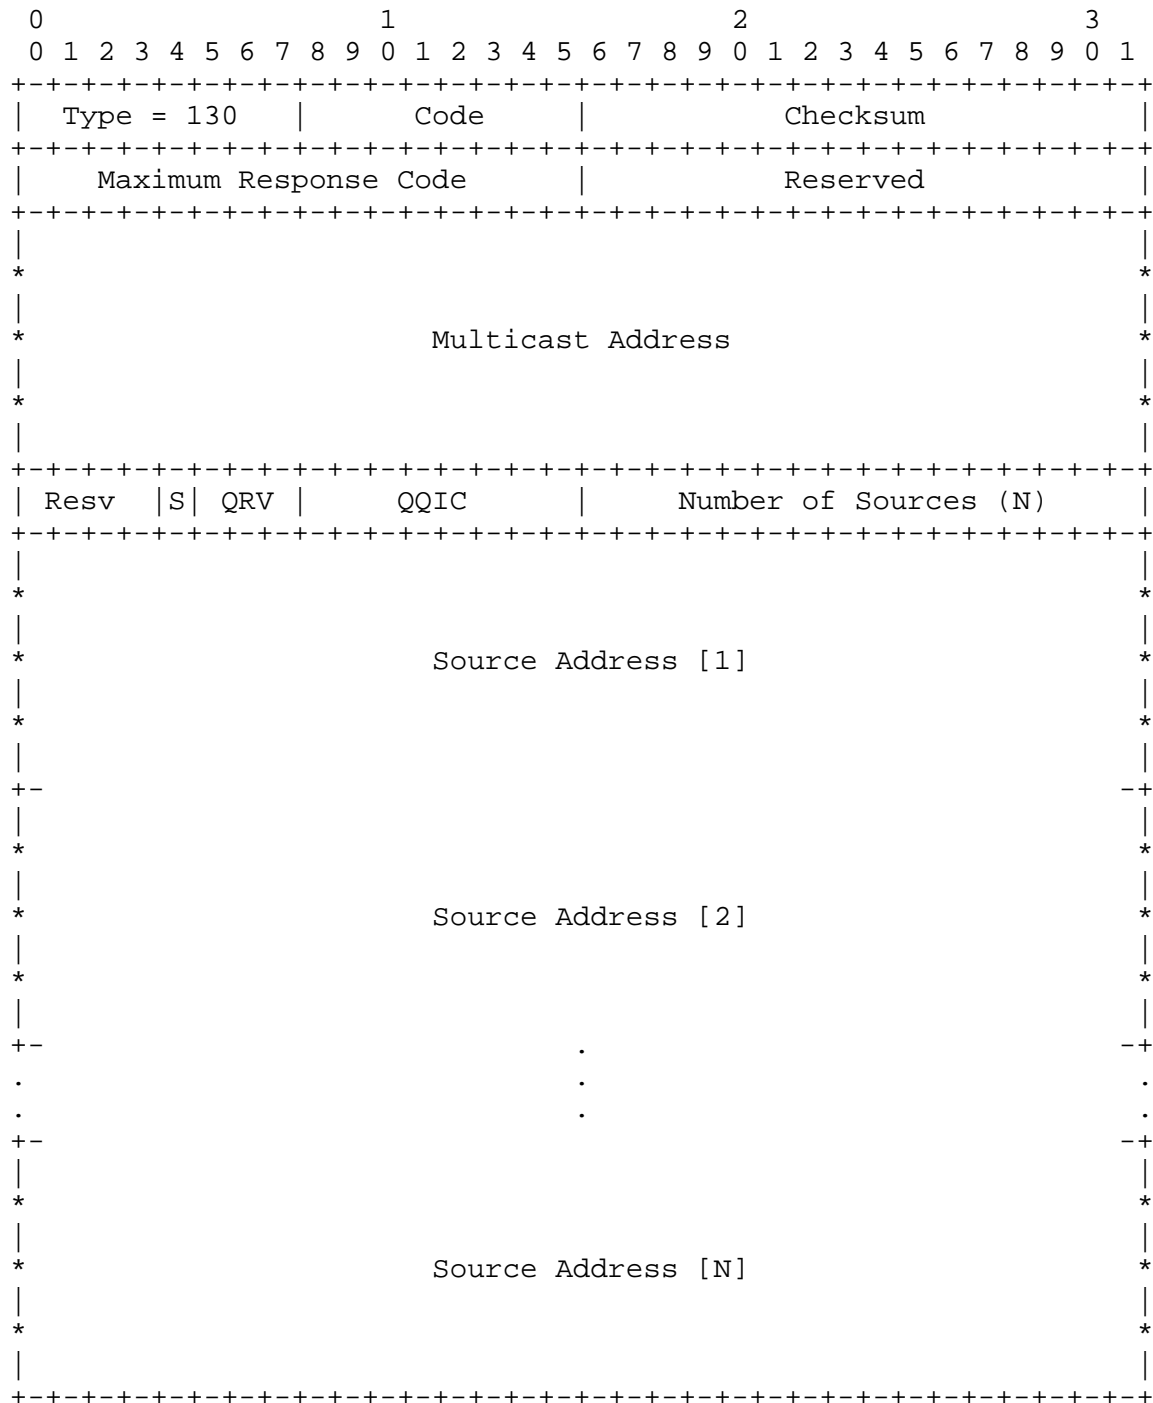 0                   1                   2                   3
 0 1 2 3 4 5 6 7 8 9 0 1 2 3 4 5 6 7 8 9 0 1 2 3 4 5 6 7 8 9 0 1
+-+-+-+-+-+-+-+-+-+-+-+-+-+-+-+-+-+-+-+-+-+-+-+-+-+-+-+-+-+-+-+-+
|  Type = 130   |      Code     |           Checksum            |
+-+-+-+-+-+-+-+-+-+-+-+-+-+-+-+-+-+-+-+-+-+-+-+-+-+-+-+-+-+-+-+-+
|    Maximum Response Code      |           Reserved            |
+-+-+-+-+-+-+-+-+-+-+-+-+-+-+-+-+-+-+-+-+-+-+-+-+-+-+-+-+-+-+-+-+
|                                                               |
*                                                               *
|                                                               |
*                       Multicast Address                       *
|                                                               |
*                                                               *
|                                                               |
+-+-+-+-+-+-+-+-+-+-+-+-+-+-+-+-+-+-+-+-+-+-+-+-+-+-+-+-+-+-+-+-+
| Resv  |S| QRV |     QQIC      |     Number of Sources (N)     |
+-+-+-+-+-+-+-+-+-+-+-+-+-+-+-+-+-+-+-+-+-+-+-+-+-+-+-+-+-+-+-+-+
|                                                               |
*                                                               *
|                                                               |
*                       Source Address [1]                      *
|                                                               |
*                                                               *
|                                                               |
+-                                                             -+
|                                                               |
*                                                               *
|                                                               |
*                       Source Address [2]                      *
|                                                               |
*                                                               *
|                                                               |
+-                              .                              -+
.                               .                               .
.                               .                               .
+-                                                             -+
|                                                               |
*                                                               *
|                                                               |
*                       Source Address [N]                      *
|                                                               |
*                                                               *
|                                                               |
+-+-+-+-+-+-+-+-+-+-+-+-+-+-+-+-+-+-+-+-+-+-+-+-+-+-+-+-+-+-+-+-+